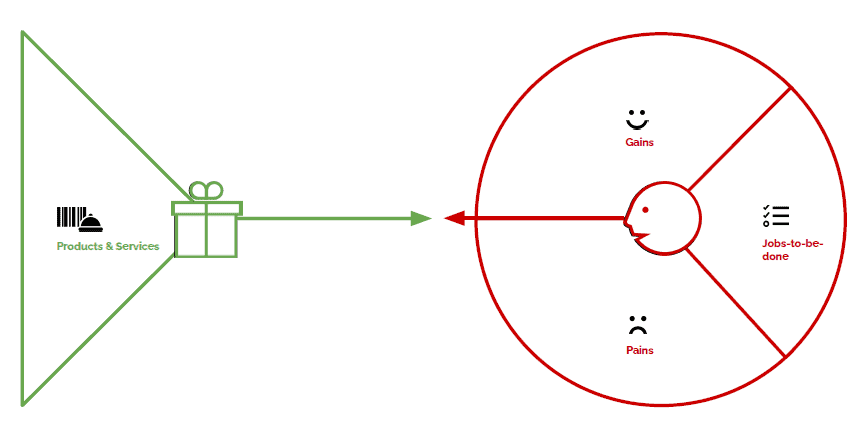 Gains
Products & Services
Jobs-to-be-
done
Pains